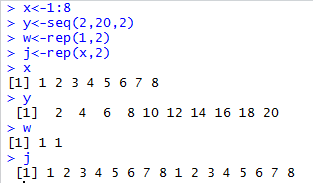 > x<-1:8
> y<-seq(2,20,2)
> w<-rep(1,2)
> j<-rep(x,2)
> x
[1] 1 2 3 4 5 6 7 8
> y
 [1]  2  4  6  8 10 12 14 16 18 20
> w
[1] 1 1
> j
 [1] 1 2 3 4 5 6 7 8 1 2 3 4 5 6 7 8